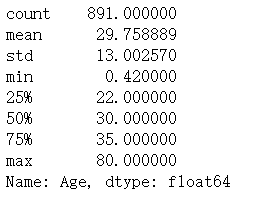 count    891.000000
mean      29.758889
std       13.002570
min        0.420000
25%       22.000000
50%       30.000000
75%       35.000000
max       80.000000
Name: Age, dtype: float64